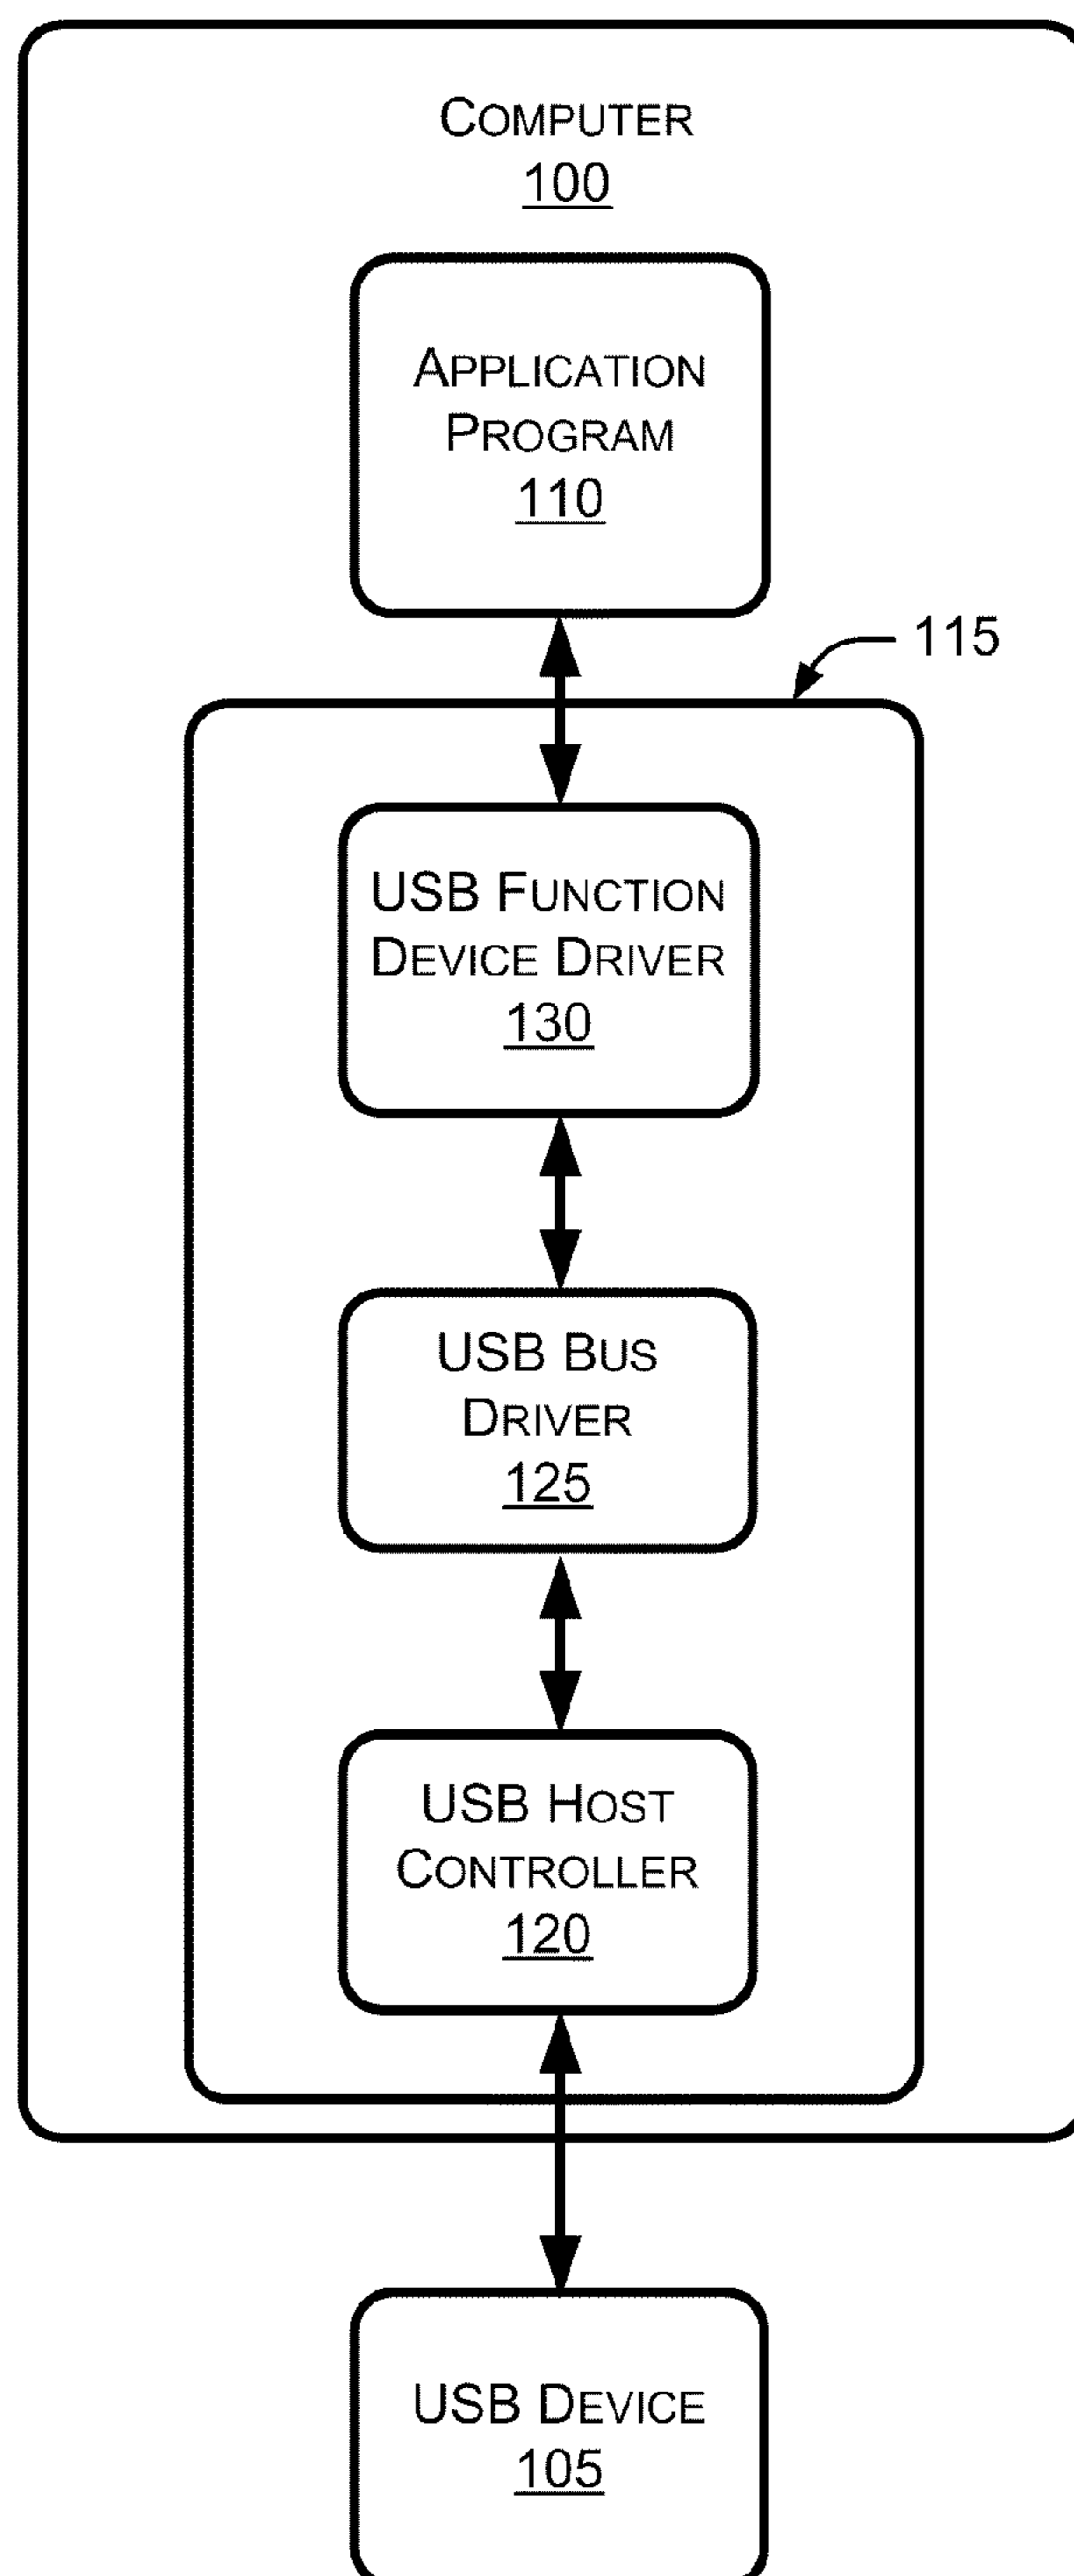 COMPUTER
100
APPLICATION
PROGRAM
110
115
USB FUNCTION
DEVICE DRIVER
130
USB BUS
DRIVER
125
USB HOST
CONTROLLER
120
USB DEVICE
105